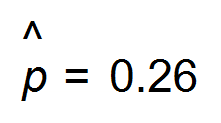 p̂ = 0.26